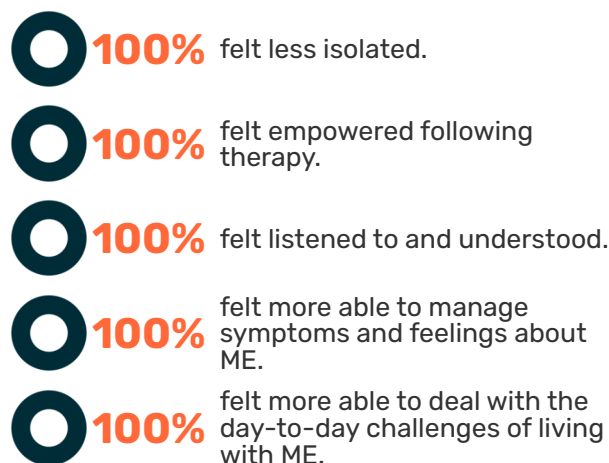 100% felt less isolated.
100% felt empowered following
therapy.
100% felt listened to and understood.
felt more able to manage
100% symptoms and feelings about
ME.
felt more able to deal with the
100% day-to-day challenges of living
with ME.